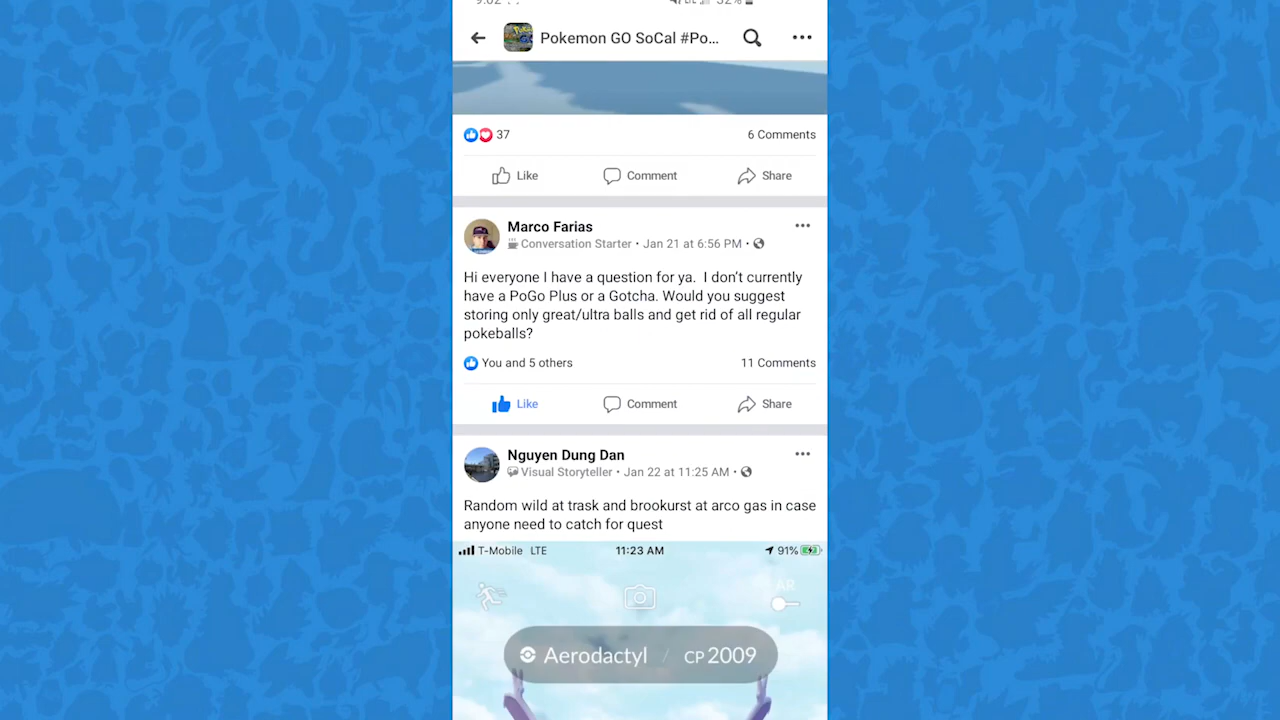 Pokemon GO SoCal #Po...
37
6 Comments
Like
Comment
Share
Marco Farias
Conversation Starter • Jan 21 at 6:56 PM •
Hi everyone I have a question for ya. I don't currently
have a PoGo Plus or a Gotcha. Would you suggest
storing only great/ultra balls and get rid of all regular
pokeballs?
You and 5 others
11 Comments
Like
Comment
Share
Nguyen Dung Dan
Visual Storyteller • Jan 22 at 11:25 AM •
Random wild at trask and brookurst at arco gas in case
anyone need to catch for quest
T-Mobile LTE
11:23 AM
91%
AR
Aerodactyl / CP 2009